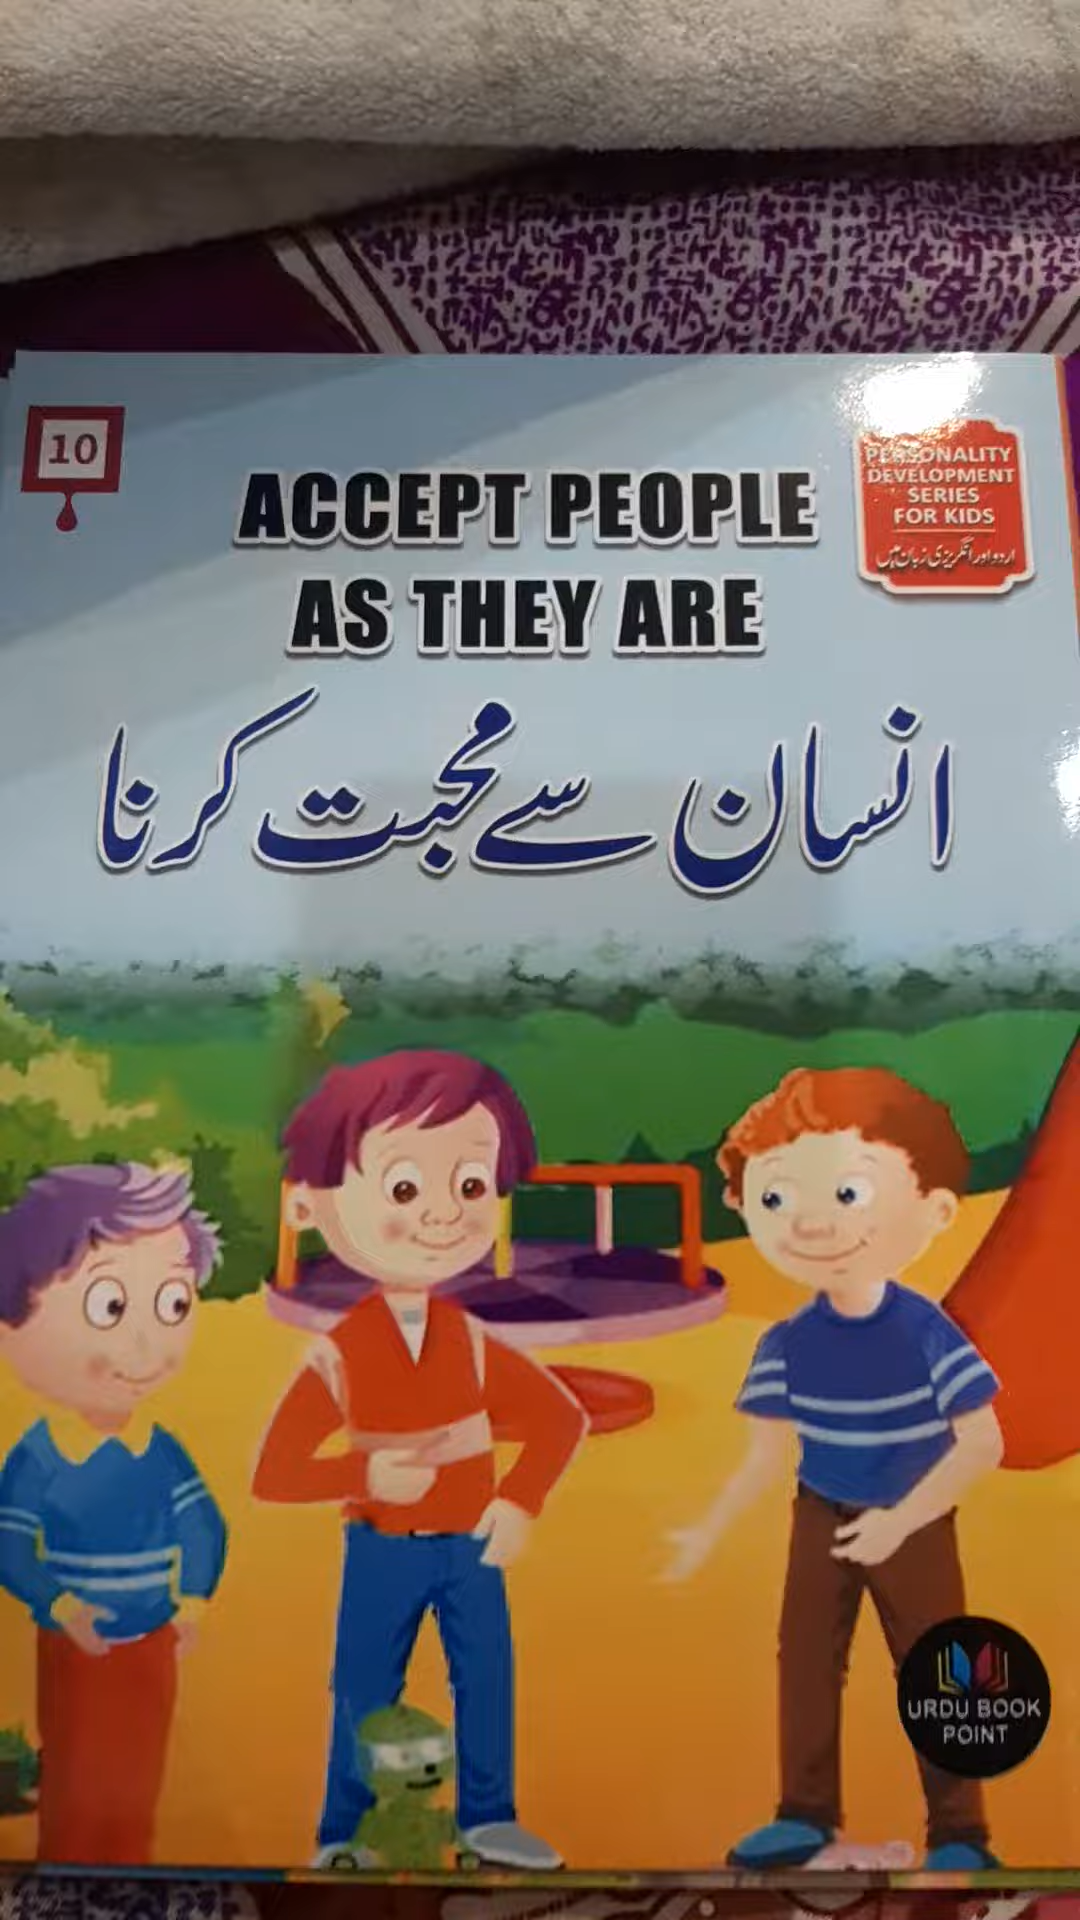 10
ACCEPT PEOPLE
AS THEY ARE
انسان سے محبت کرنا
PERSONALITY
DEVELOPMENT
SERIES
FOR KIDS
اردو اور انگریزی زبان میں
URDU BOOK
POINT